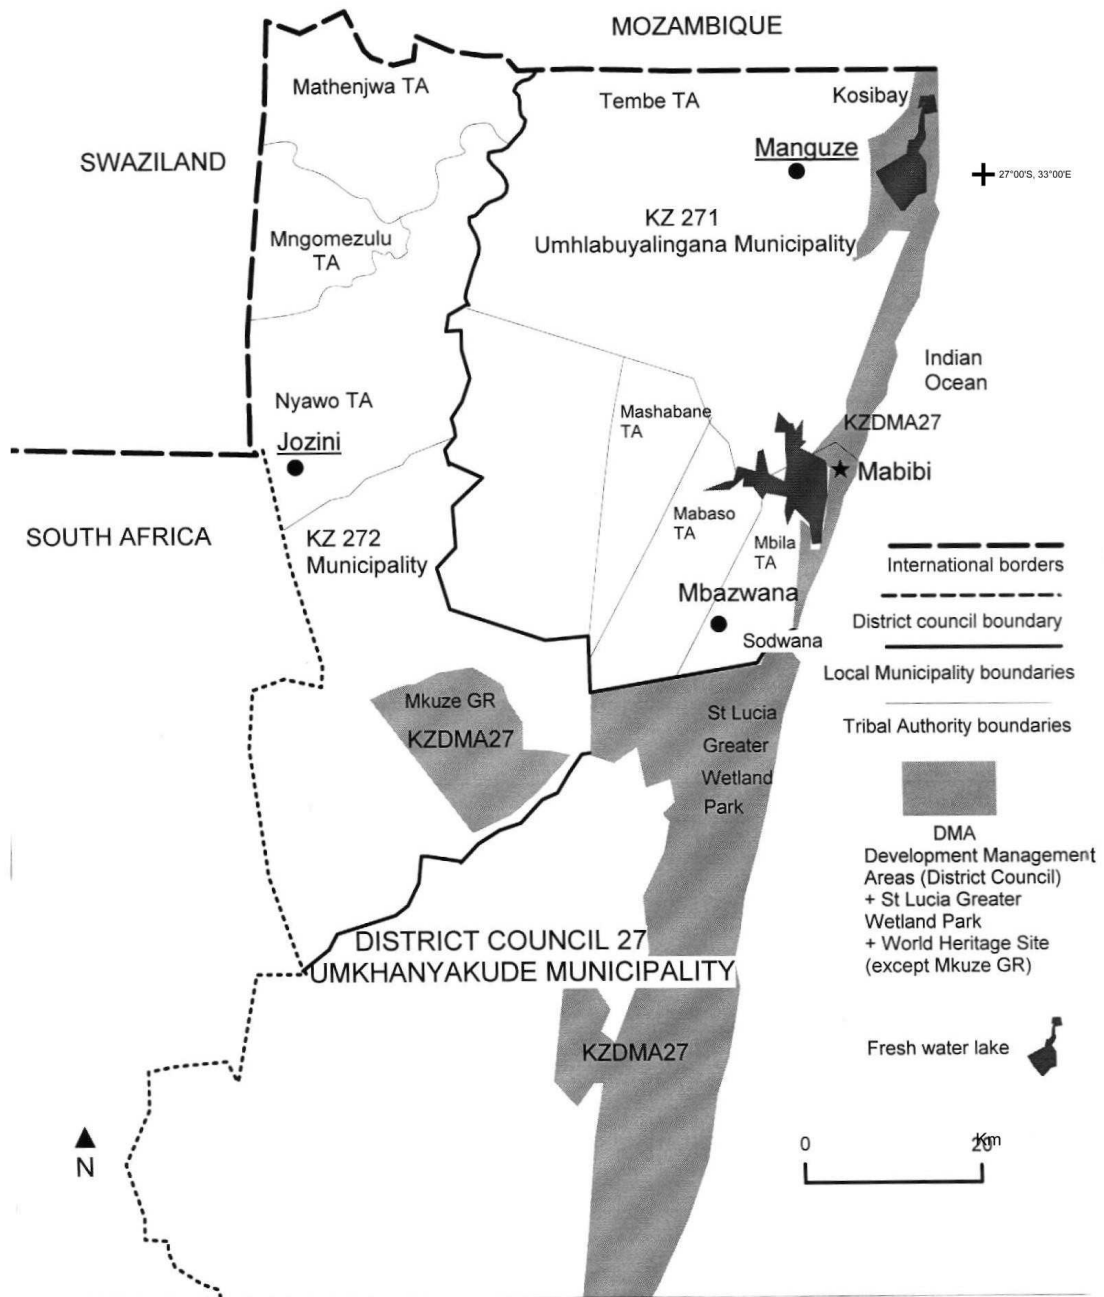 MOZAMBIQUE
Mathenjwa TA
Tembe TA
Kosibay
SWAZILAND
Manguze
27°00'S, 33°00'E
KZ 271
Umhlabuyalingana Municipality
Mngomezulu
TA
Indian
Ocean
Nyawo TA
Mashabane
TA
KZDMA27
Jozini
Mabibi
SOUTH AFRICA
KZ 272
Municipality
Mabaso
TA
Mbila
TA
International borders
Mbazwana
District council boundary
Sodwana
Local Municipality boundaries
Mkuze GR
KZDMA27
St Lucia
Greater
Wetland
Park
Tribal Authority boundaries
DMA
Development Management
Areas (District Council)
+ St Lucia Greater
Wetland Park
+ World Heritage Site
(except Mkuze GR)
DISTRICT COUNCIL 27
UMKHANYAKUDE MUNICIPALITY
KZDMA27
Fresh water lake
N
0 20 Km